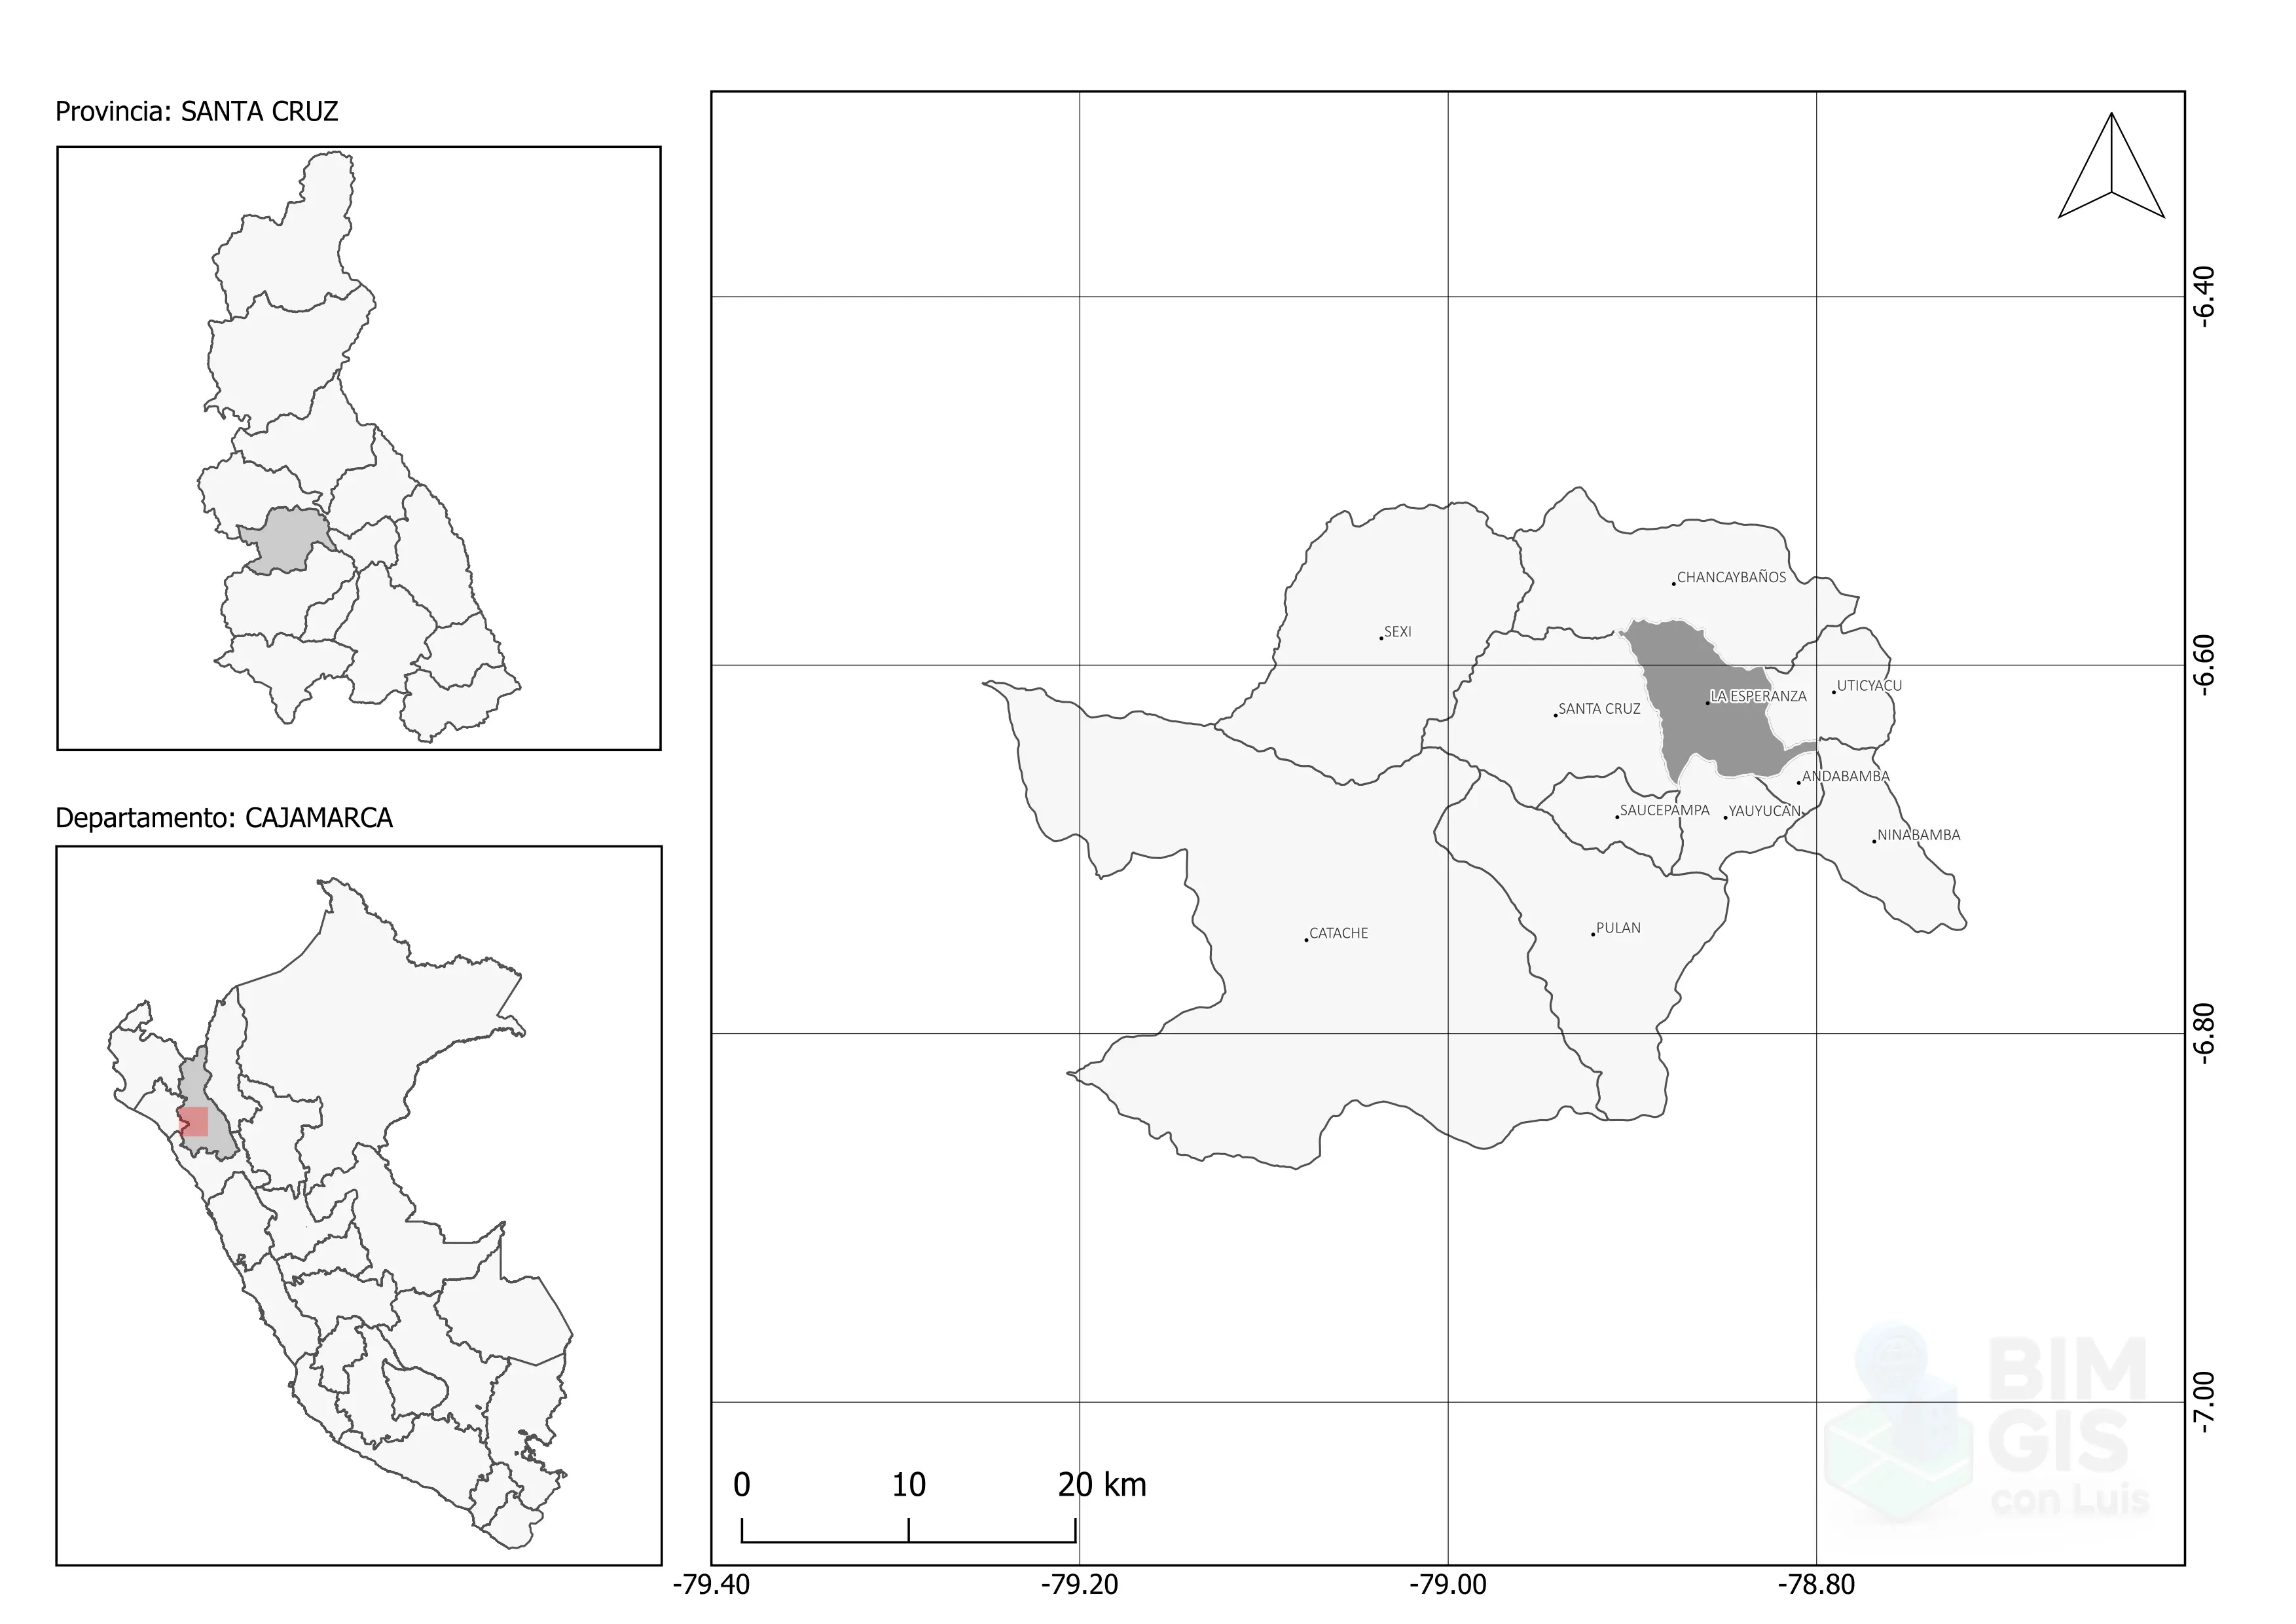 Provincia: SANTA CRUZ
Departamento: CAJAMARCA
CHANCAYBAÑOS
SEXI
UTICYACU
LA ESPERANZA
SANTA CRUZ
ANDABAMBA
SAUCEPAMPA
YAUYUCAN
NINABAMBA
PULAN
CATACHE
-6.40
-6.60
-6.80
-7.00
0 10 20 km
-79.40 -79.20 -79.00 -78.80
BIM
GIS
con Luis